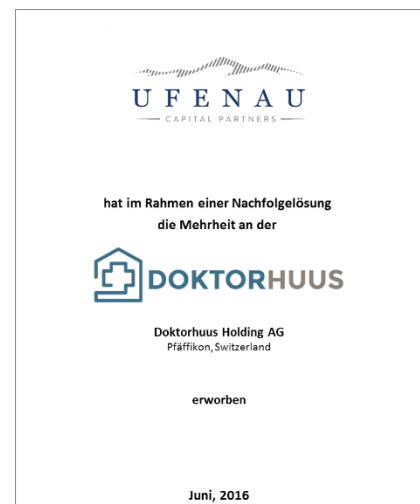 UFENAU
CAPITAL PARTNERS
hat im Rahmen einer Nachfolgelösung
die Mehrheit an der
DOKTORHUUS
Doktorhuus Holding AG
Pfäffikon, Switzerland
erworben
Juni, 2016